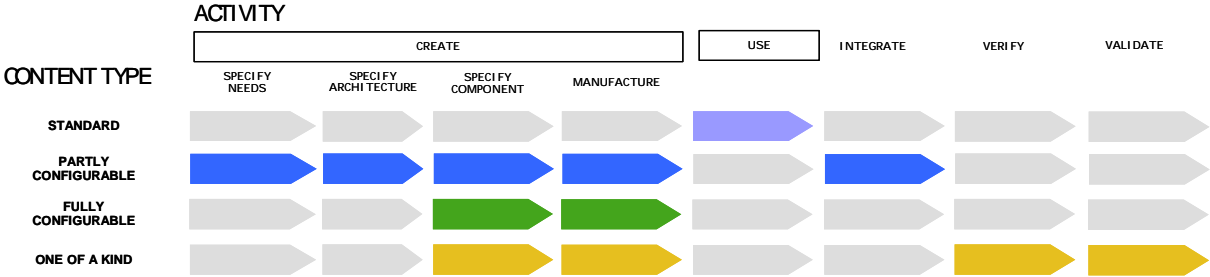 ACTIVITY
CREATE
USE
INTEGRATE
VERIFY
VALIDATE
CONTENT TYPE
SPECIFY
NEEDS
SPECIFY
ARCHITECTURE
SPECIFY
COMPONENT
MANUFACTURE
STANDARD
PARTLY
CONFIGURABLE
FULLY
CONFIGURABLE
ONE OF A KIND